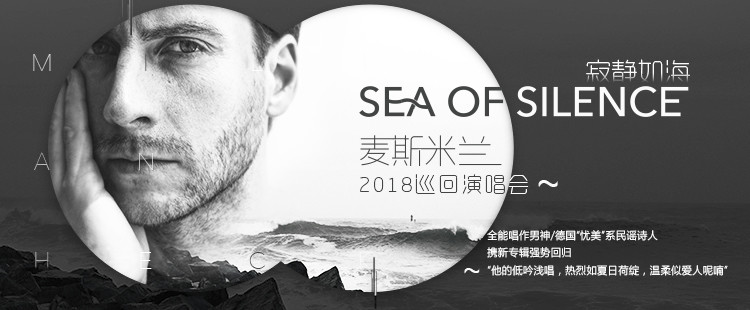 寂静如海
SEA OF SILENCE
麦斯米兰
2018巡回演唱会~
全能唱作男神/德国“优美”系民谣诗人
携新专辑强势回归
~“他的低吟浅唱，热烈如夏日荷绽，温柔似爱人呢喃”
M I
A N
H E C